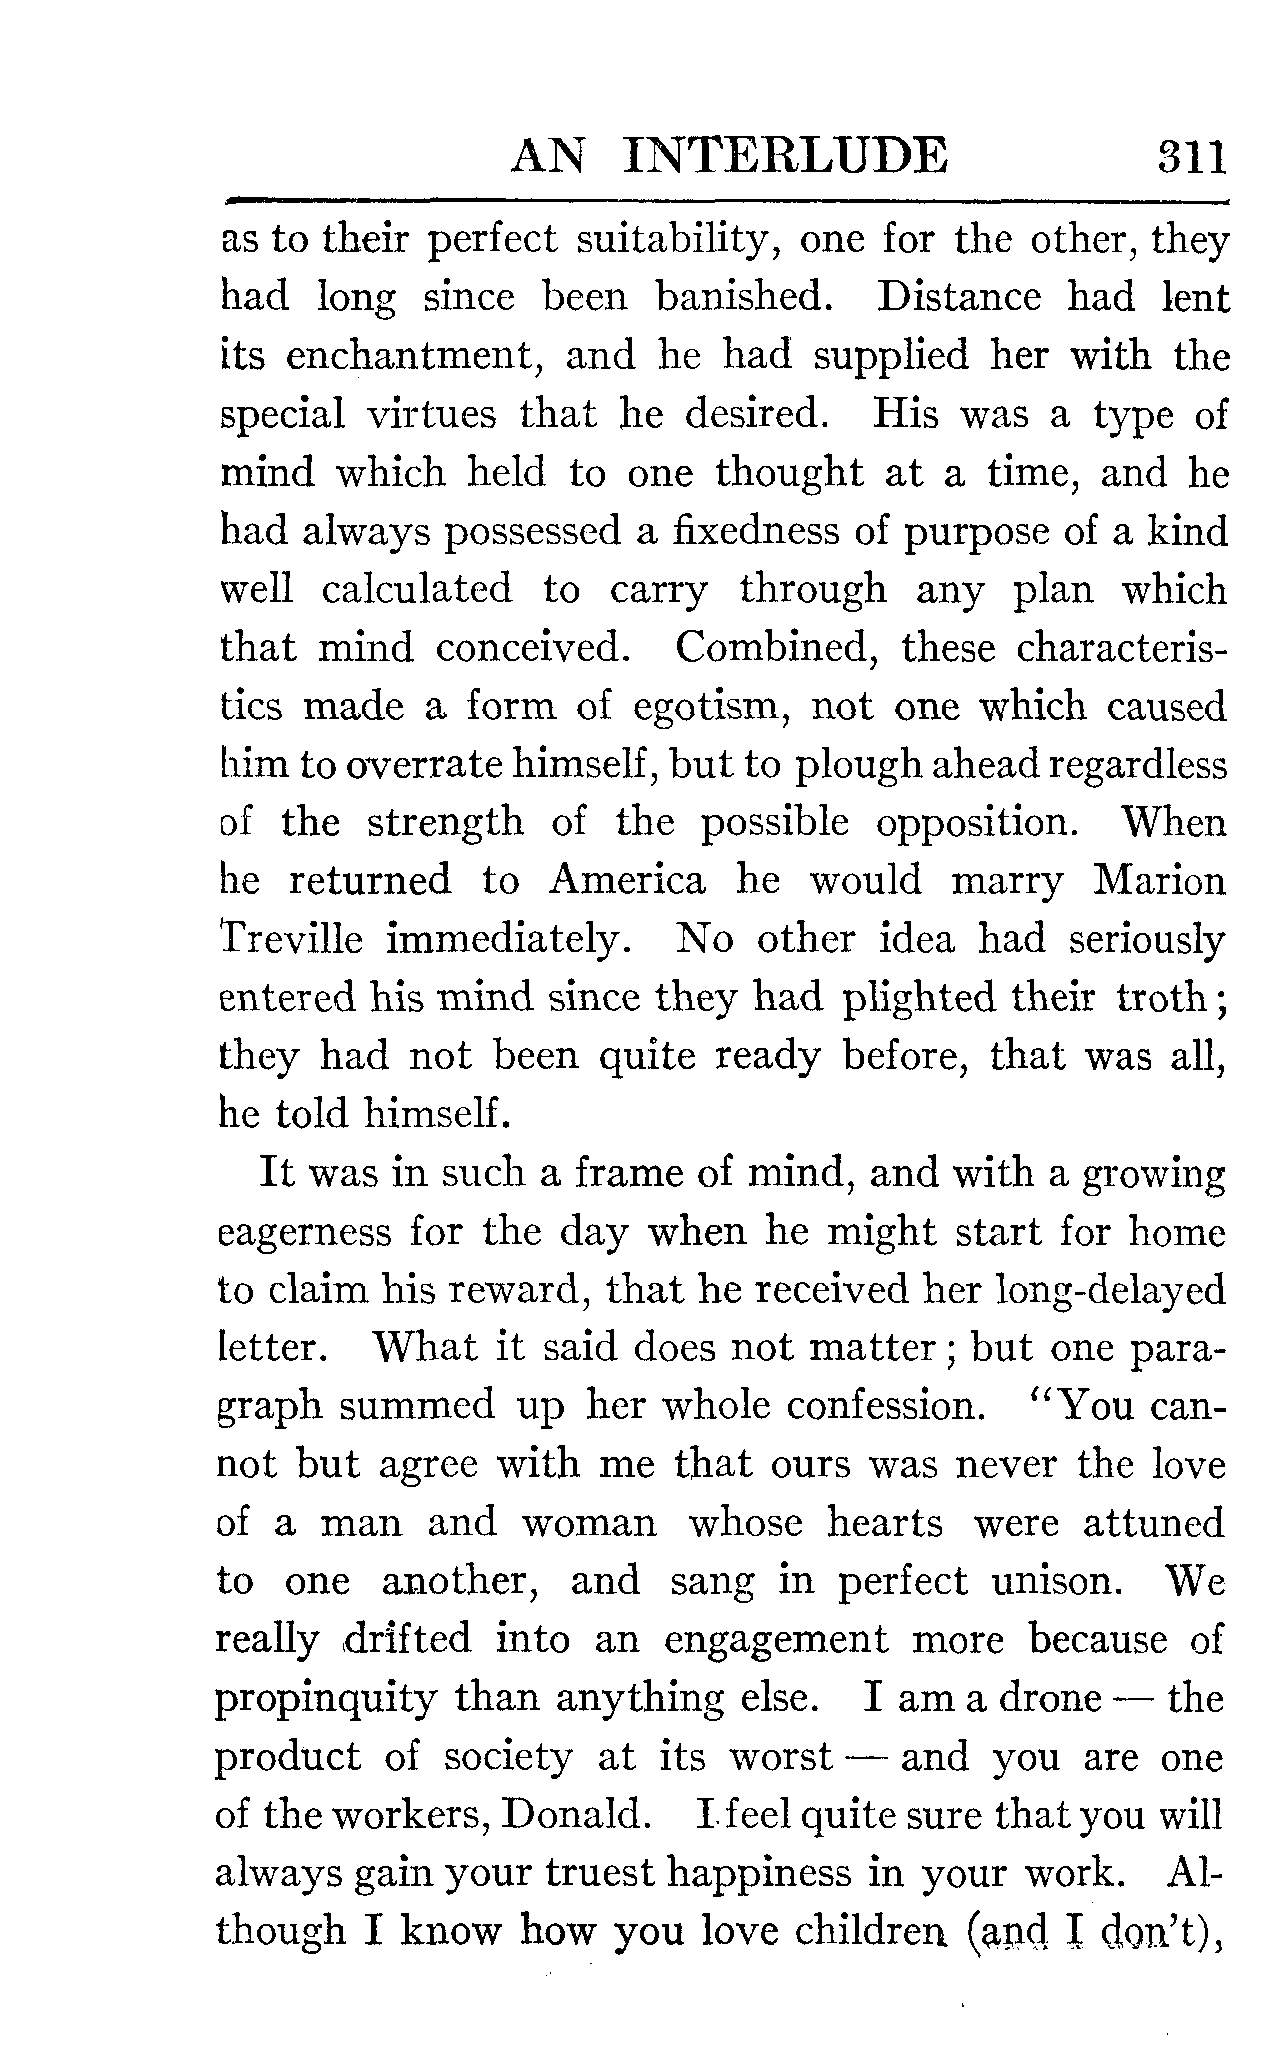 AN INTERLUDE 311
as to their perfect suitability, one for the other, they
had long since been banished. Distance had lent
its enchantment, and he had supplied her with the
special virtues that he desired. His was a type of
mind which held to one thought at a time, and he
had always possessed a fixedness of purpose of a kind
well calculated to carry through any plan which
that mind conceived. Combined, these characteris-
tics made a form of egotism, not one which caused
him to overrate himself, but to plough ahead regardless
of the strength of the possible opposition. When
he returned to America he would marry Marion
Treville immediately. No other idea had seriously
entered his mind since they had plighted their troth;
they had not been quite ready before, that was all,
he told himself.
It was in such a frame of mind, and with a growing
eagerness for the day when he might start for home
to claim his reward, that he received her long-delayed
letter. What it said does not matter; but one para-
graph summed up her whole confession. "You can-
not but agree with me that ours was never the love
of a man and woman whose hearts were attuned
to one another, and sang in perfect unison. We
really drifted into an engagement more because of
propinquity than anything else. I am a drone — the
product of society at its worst — and you are one
of the workers, Donald. I feel quite sure that you will
always gain your truest happiness in your work. Al-
though I know how you love children (and I don't),